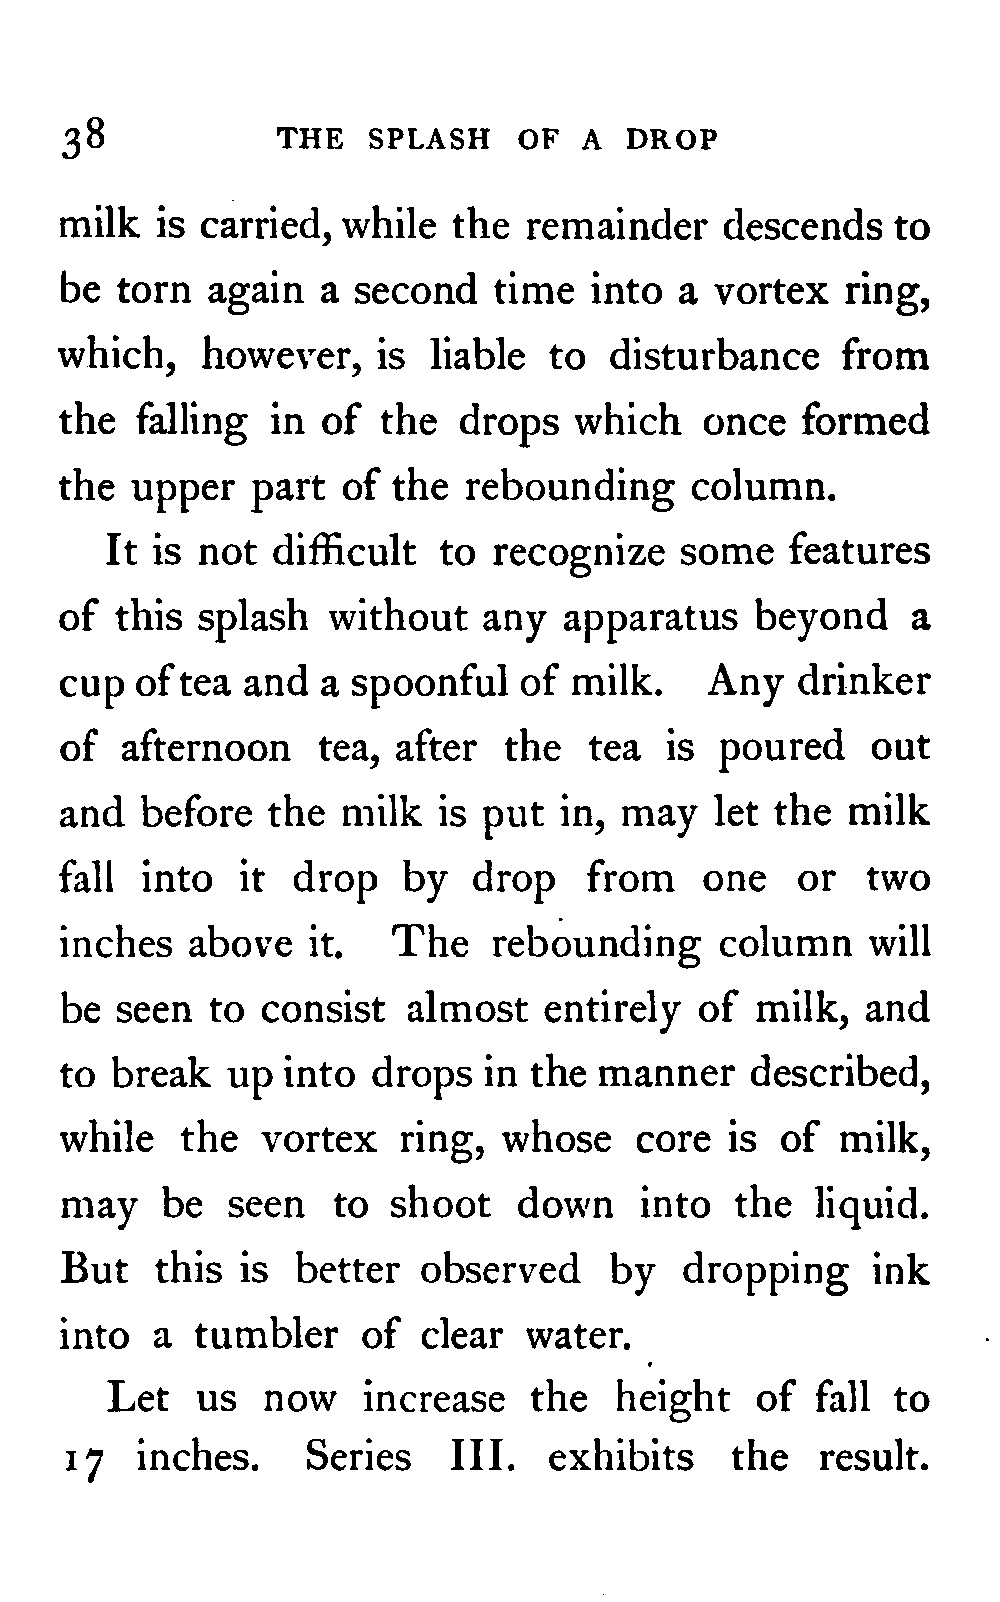 38 THE SPLASH OF A DROP
milk is carried, while the remainder descends to
be torn again a second time into a vortex ring,
which, however, is liable to disturbance from
the falling in of the drops which once formed
the upper part of the rebounding column.
It is not difficult to recognize some features
of this splash without any apparatus beyond a
cup of tea and a spoonful of milk. Any drinker
of afternoon tea, after the tea is poured out
and before the milk is put in, may let the milk
fall into it drop by drop from one or two
inches above it. The rebounding column will
be seen to consist almost entirely of milk, and
to break up into drops in the manner described,
while the vortex ring, whose core is of milk,
may be seen to shoot down into the liquid.
But this is better observed by dropping ink
into a tumbler of clear water.
Let us now increase the height of fall to
17 inches. Series III. exhibits the result.